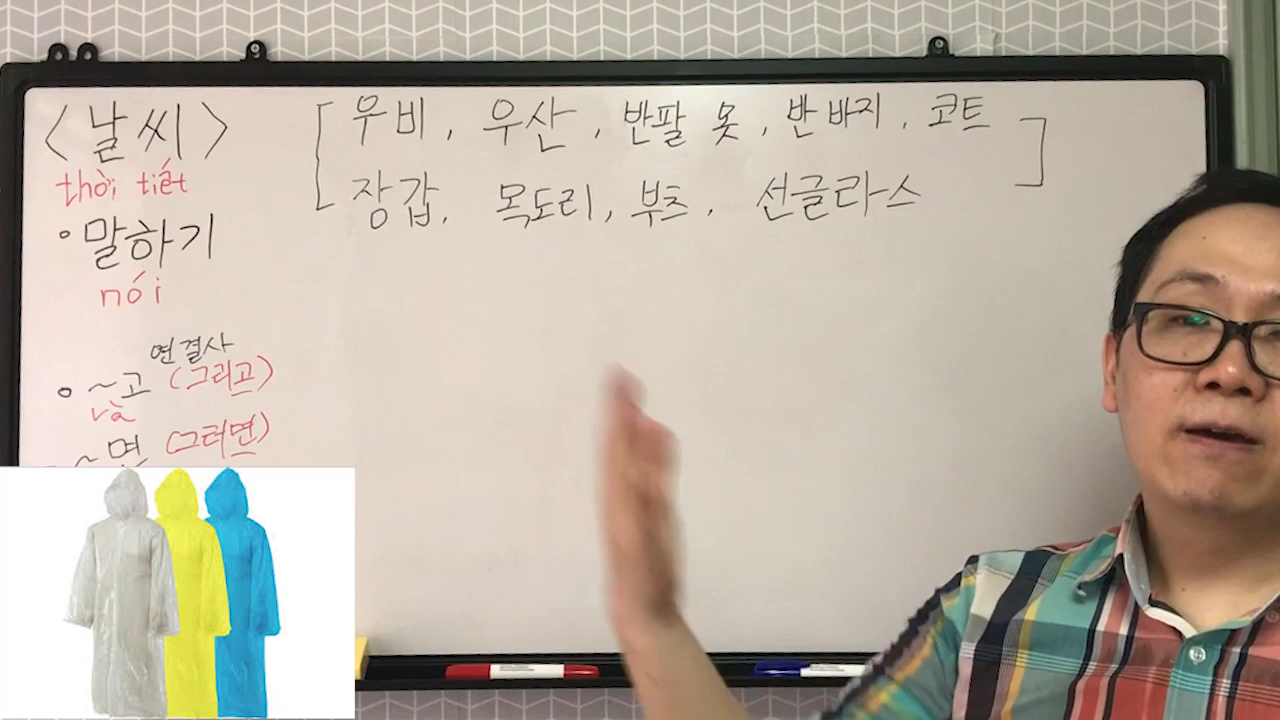 <날씨>
thời tiết
• 말하기
nói
연결사
• ~고 (그리고)
và
• ~면 (그러면)
[우비, 우산, 반팔 옷, 반바지, 코트
장갑, 목도리, 부츠, 선글라스]